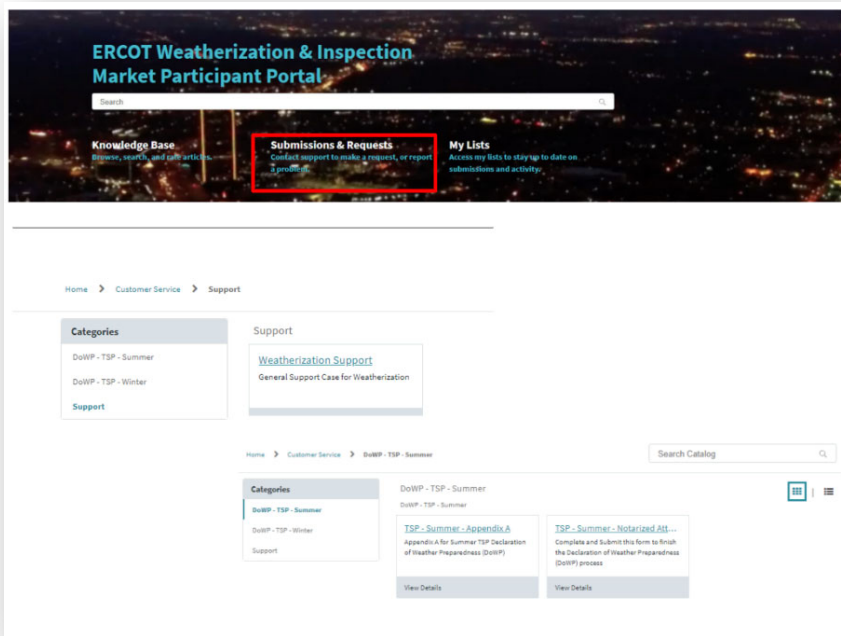 ERCOT Weatherization & Inspection
Market Participant Portal
Search
Knowledge Base
Browse, search, and rate articles.
Submissions & Requests
Contact support to make a request, or report
a problem.
My Lists
Access my lists to stay up to date on
submissions and activity.
Home > Customer Service > Support
Categories
DoWP - TSP - Summer
DoWP - TSP - Winter
Support
Support
Weatherization Support
General Support Case for Weatherization
Home > Customer Service > DoWP - TSP - Summer
Search Catalog
Categories
DoWP - TSP - Summer
DoWP - TSP - Winter
Support
DoWP - TSP - Summer
DoWP - TSP - Summer
TSP - Summer - Appendix A
Appendix A for Summer TSP Declaration
of Weather Preparedness (DoWP)
View Details
TSP - Summer - Notarized Att...
Complete and Submit this form to finish
the Declaration of Weather Preparedness
(DoWP) process
View Details